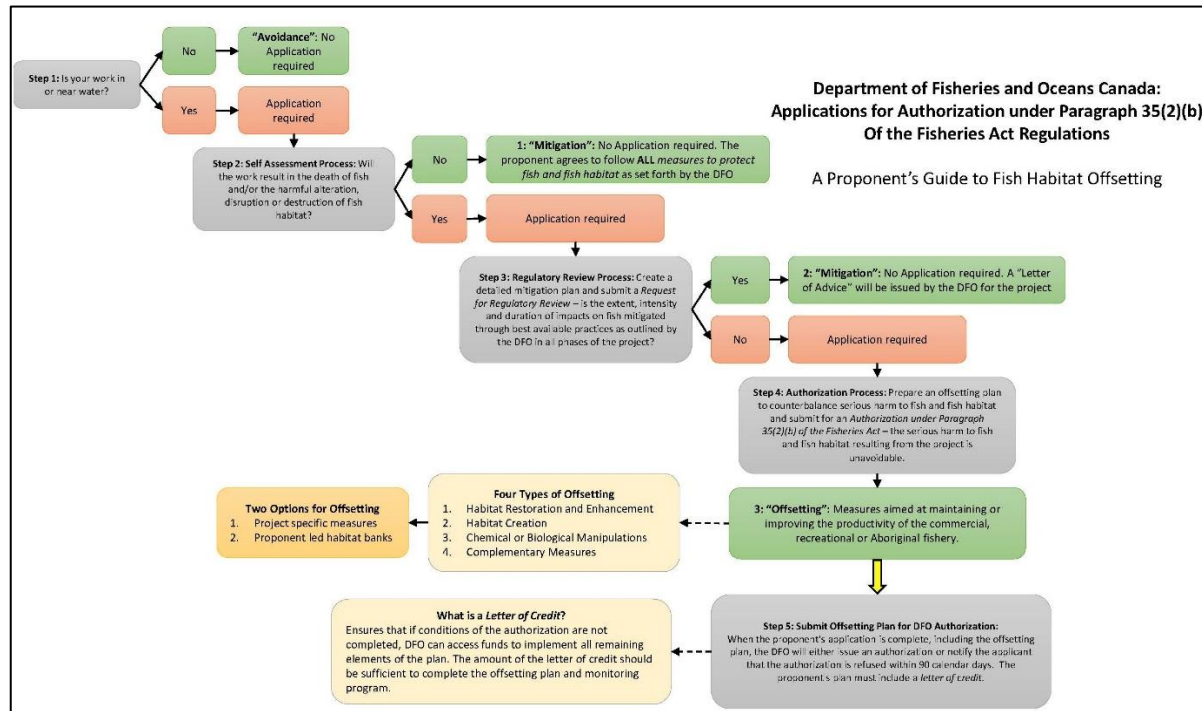 Department of Fisheries and Oceans Canada:
Applications for Authorization under Paragraph 35(2)(b)
Of the Fisheries Act Regulations
A Proponent's Guide to Fish Habitat Offsetting
Step 1: Is your work in
or near water?
No
"Avoidance": No
Application
required
Yes
Application
required
Step 2: Self Assessment Process: Will
the work result in the death of fish
and/or the harmful alteration,
disruption or destruction of fish
habitat?
No
1: "Mitigation": No Application required. The
proponent agrees to follow ALL measures to protect
fish and fish habitat as set forth by the DFO
Yes
Application required
Step 3: Regulatory Review Process: Create a
detailed mitigation plan and submit a Request
for Regulatory Review – is the extent, intensity
and duration of impacts on fish mitigated
through best available practices as outlined by
the DFO in all phases of the project?
Yes
2: "Mitigation": No Application required. A "Letter
of Advice" will be issued by the DFO for the project
No
Application required
Step 4: Authorization Process: Prepare an
offsetting plan
to counterbalance serious harm to fish and fish habitat
and submit for an Authorization under Paragraph
35(2)(b) of the Fisheries Act – the serious harm to fish
and fish habitat resulting from the project is
unavoidable.
3: "Offsetting": Measures aimed at maintaining or
improving the productivity of the commercial,
recreational or Aboriginal fishery.
Four Types of Offsetting
1. Habitat Restoration and Enhancement
2. Habitat Creation
3. Chemical or Biological Manipulations
4. Complementary Measures
Two Options for Offsetting
1. Project specific measures
2. Proponent led habitat banks
Step 5: Submit Offsetting Plan for DFO Authorization:
When the proponent's application is complete, including the offsetting
plan, the DFO will either issue an authorization or notify the applicant
that the authorization is refused within 90 calendar days. The
proponent's plan must include a letter of credit.
What is a Letter of Credit?
Ensures that if conditions of the authorization are not
completed, DFO can access funds to implement all remaining
elements of the plan. The amount of the letter of credit should
be sufficient to complete the offsetting plan and monitoring
program.